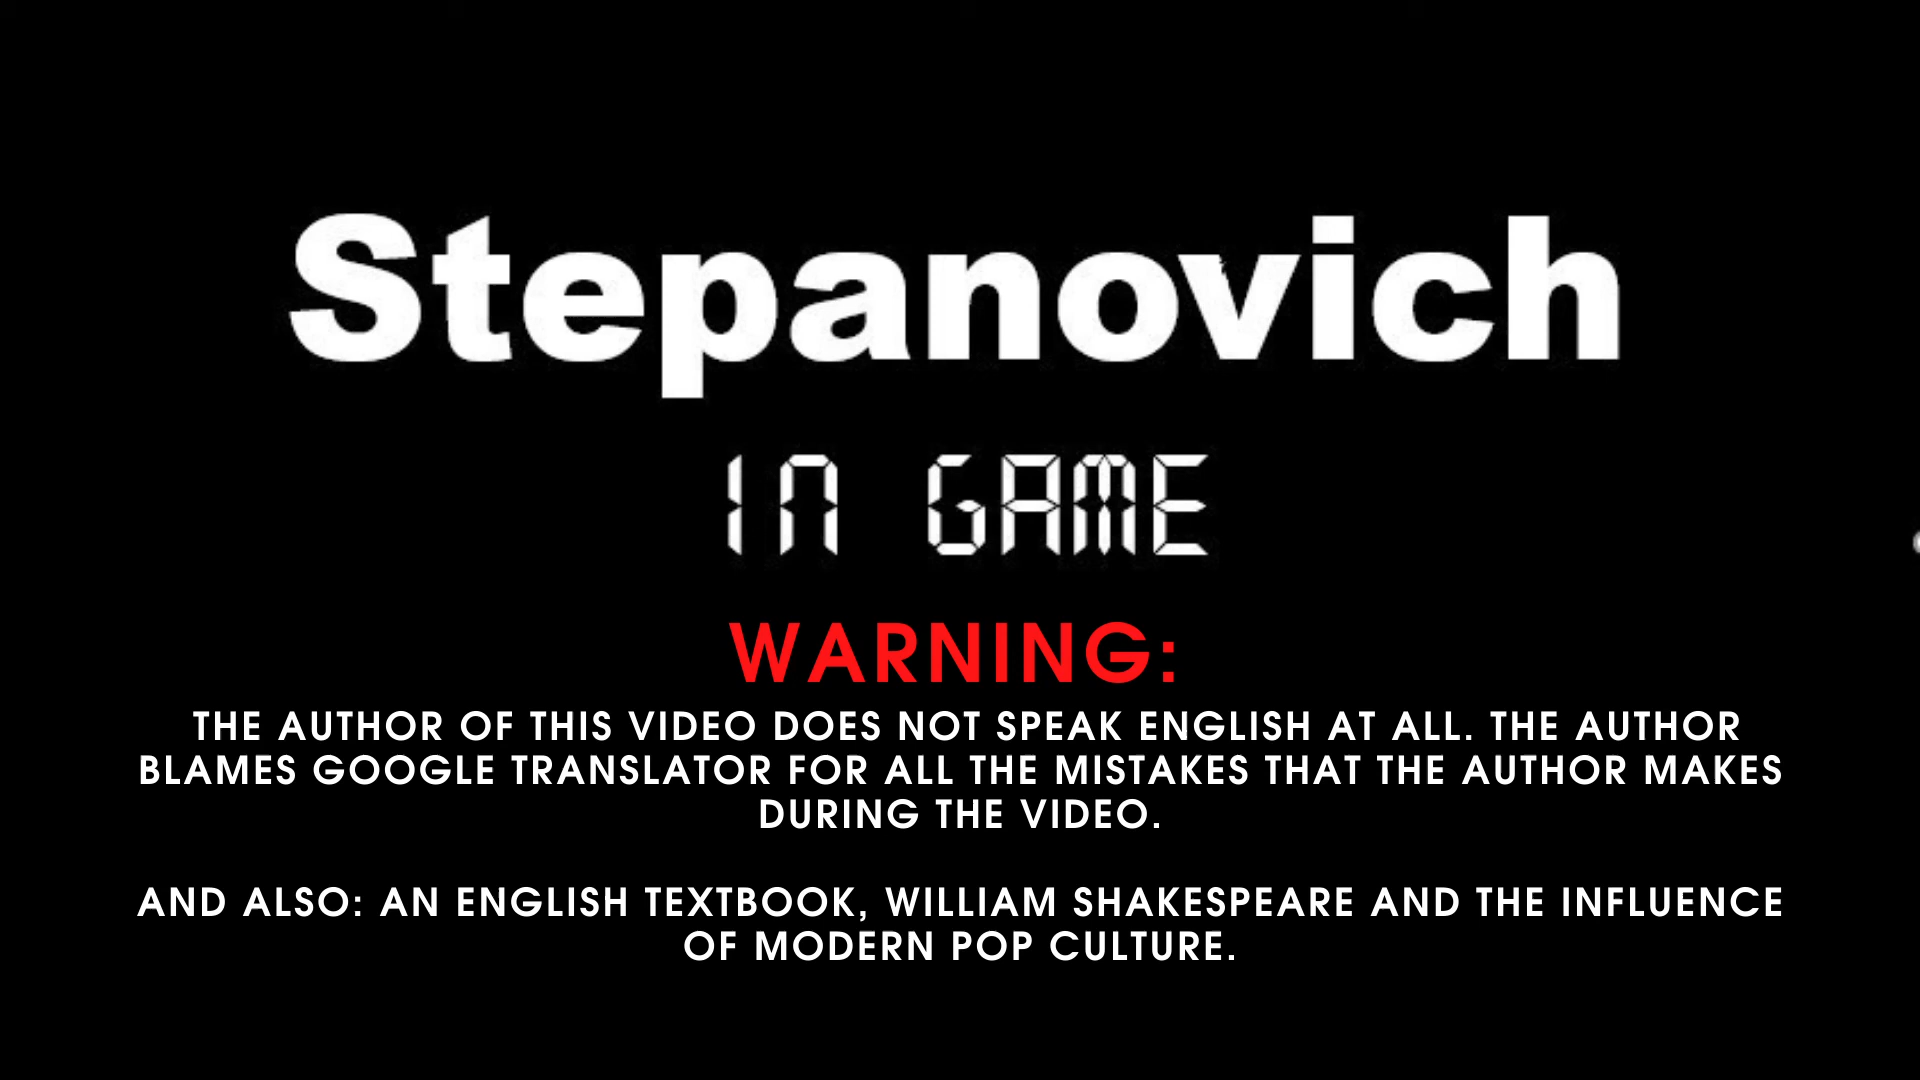 Stepanovich
IN GAME
WARNING:
THE AUTHOR OF THIS VIDEO DOES NOT SPEAK ENGLISH AT ALL. THE AUTHOR
BLAMES GOOGLE TRANSLATOR FOR ALL THE MISTAKES THAT THE AUTHOR MAKES
DURING THE VIDEO.
AND ALSO: AN ENGLISH TEXTBOOK, WILLIAM SHAKESPEARE AND THE INFLUENCE
OF MODERN POP CULTURE.